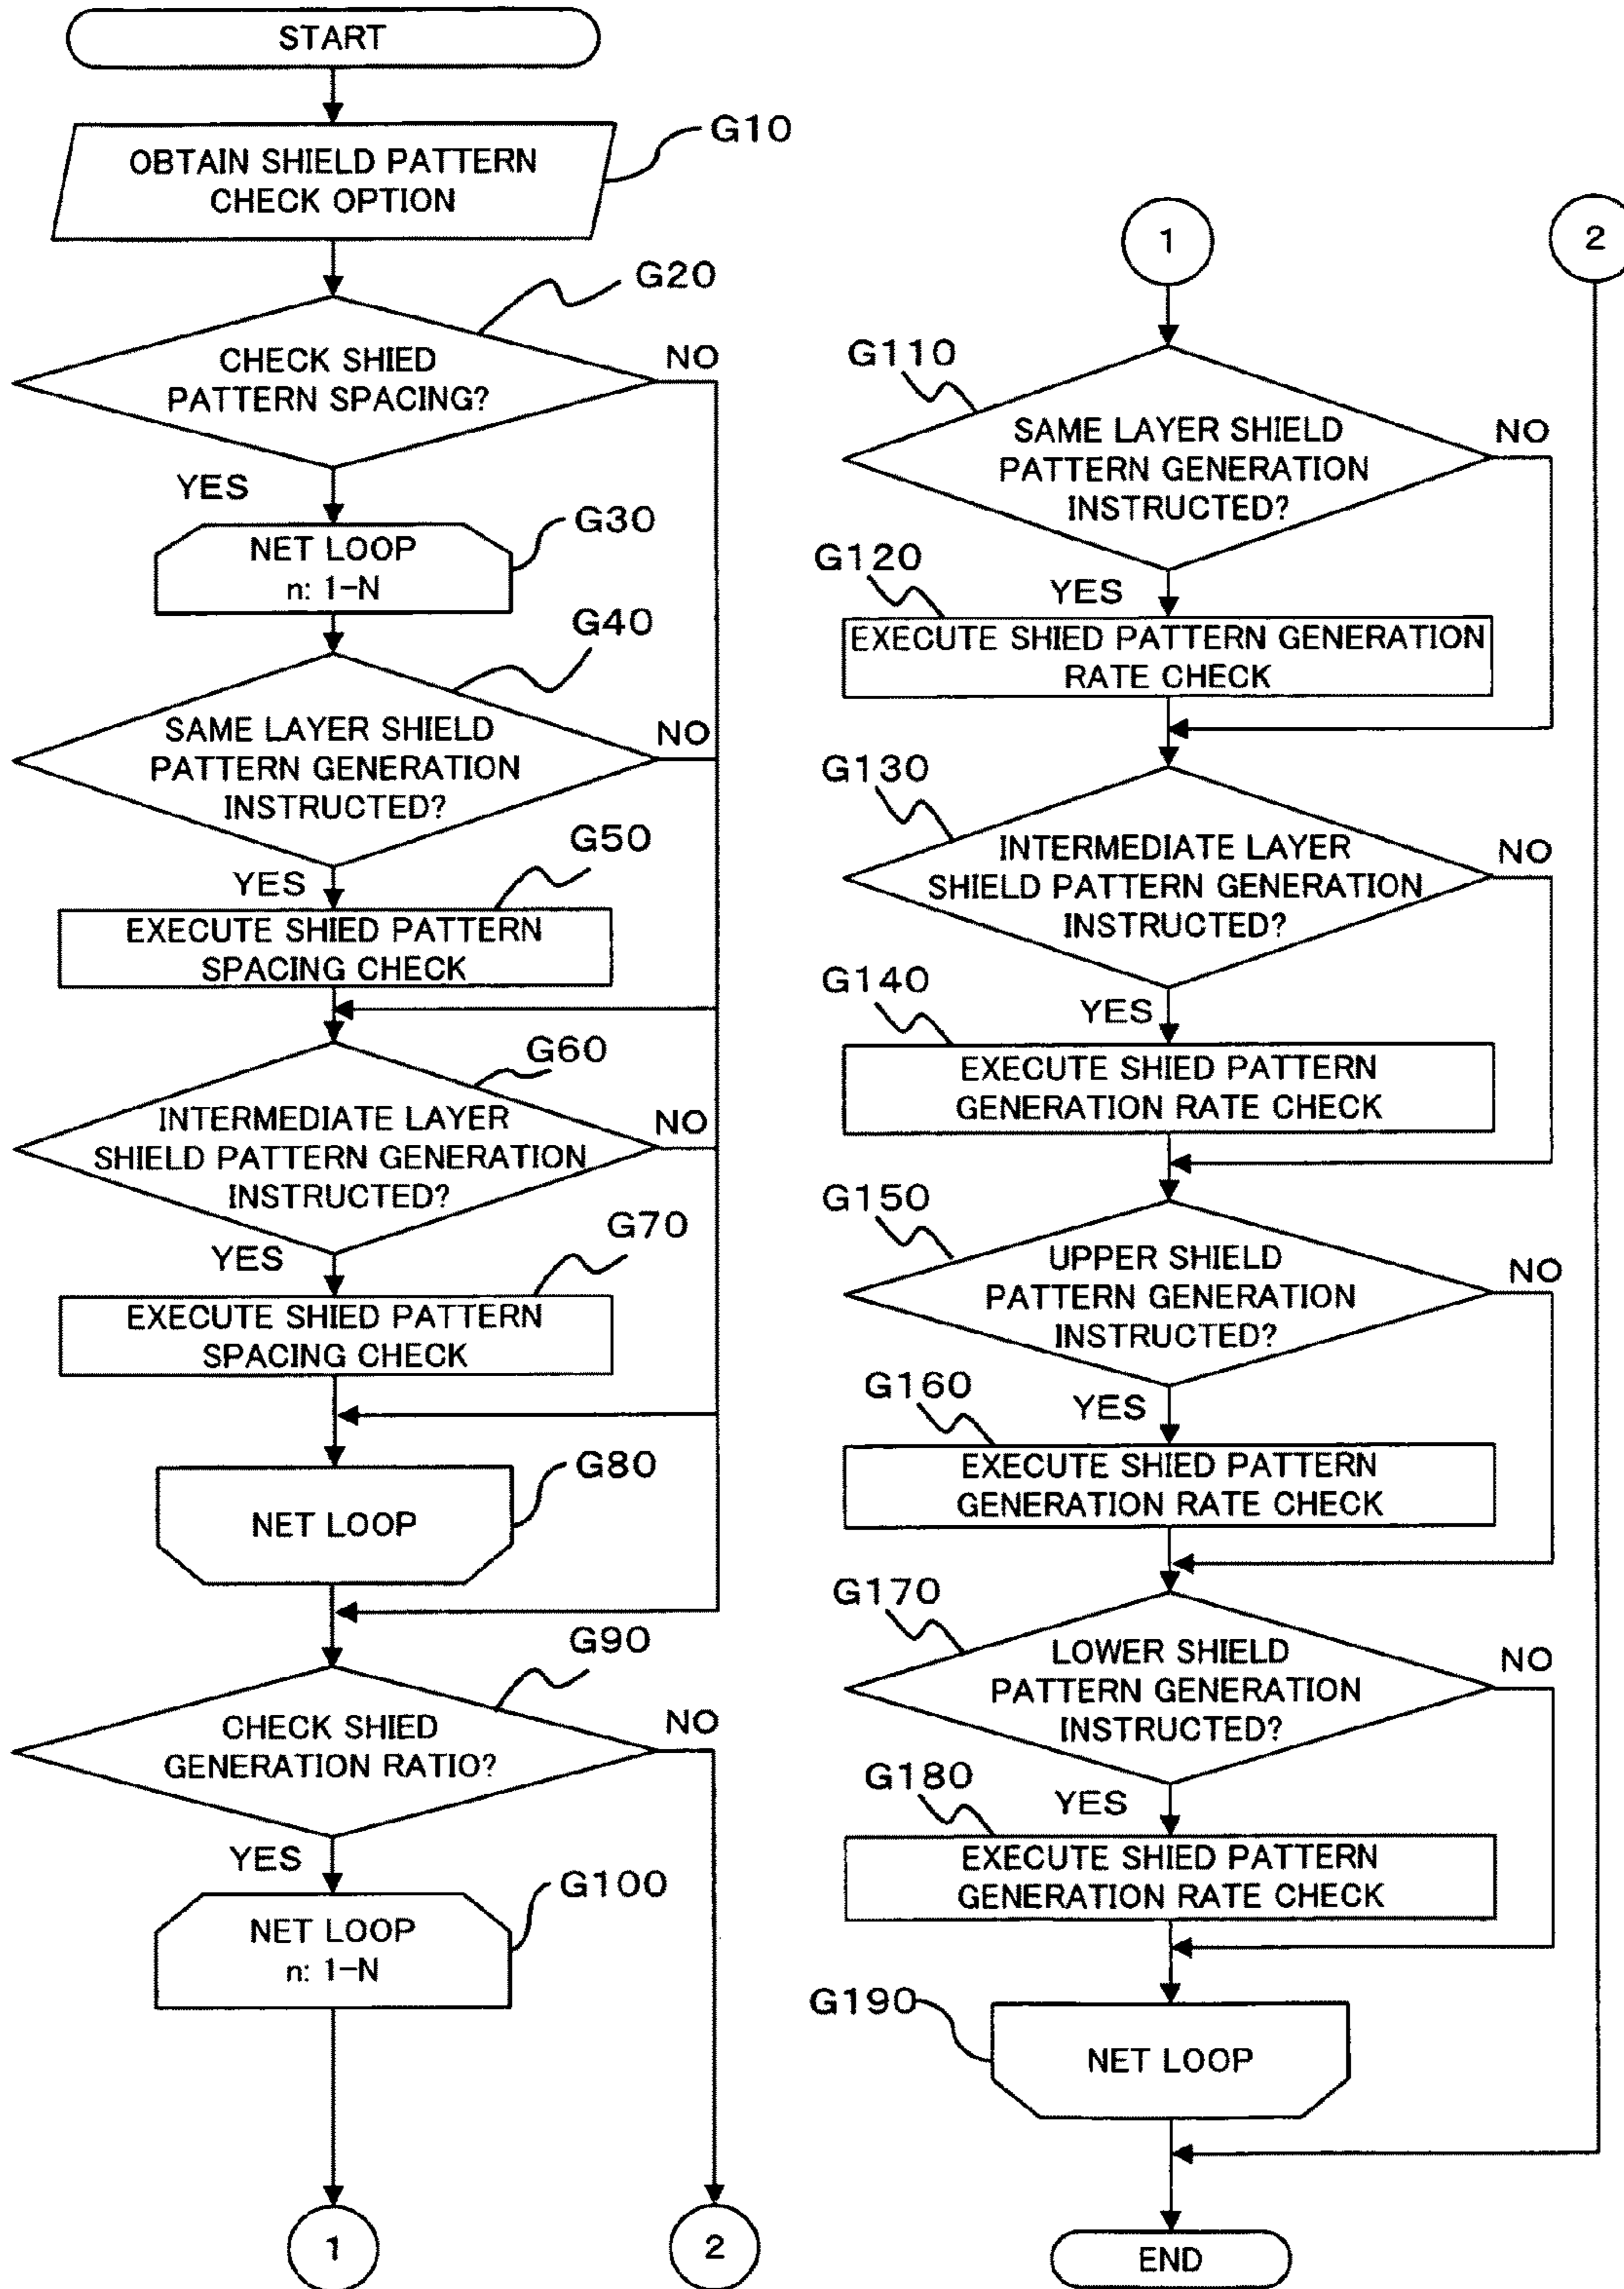 START
G10
OBTAIN SHIELD PATTERN
CHECK OPTION
G20
CHECK SHIED
PATTERN SPACING?
NO
YES
G30
NET LOOP
n: 1-N
G40
SAME LAYER SHIELD
PATTERN GENERATION
INSTRUCTED?
NO
G50
YES
EXECUTE SHIED PATTERN
SPACING CHECK
G60
INTERMEDIATE LAYER
SHIELD PATTERN GENERATION
INSTRUCTED?
NO
G70
YES
EXECUTE SHIED PATTERN
SPACING CHECK
G80
NET LOOP
G90
CHECK SHIED
GENERATION RATIO?
NO
YES
G100
NET LOOP
n: 1-N
1
2
1
2
G110
SAME LAYER SHIELD
PATTERN GENERATION
INSTRUCTED?
NO
G120
YES
EXECUTE SHIED PATTERN GENERATION
RATE CHECK
G130
INTERMEDIATE LAYER
SHIELD PATTERN GENERATION
INSTRUCTED?
NO
G140
YES
EXECUTE SHIED PATTERN
GENERATION RATE CHECK
G150
UPPER SHIELD
PATTERN GENERATION
INSTRUCTED?
NO
G160
YES
EXECUTE SHIED PATTERN
GENERATION RATE CHECK
G170
LOWER SHIELD
PATTERN GENERATION
INSTRUCTED?
NO
G180
YES
EXECUTE SHIED PATTERN
GENERATION RATE CHECK
G190
NET LOOP
END